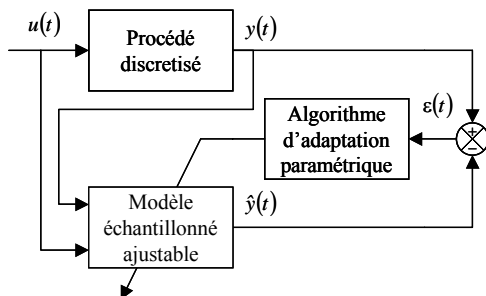 u(t)
Procédé
discretisé
y(t)
Algorithme
d'adaptation
paramétrique
ε(t)
+
−
Modèle
échantillonné
ajustable
ŷ(t)